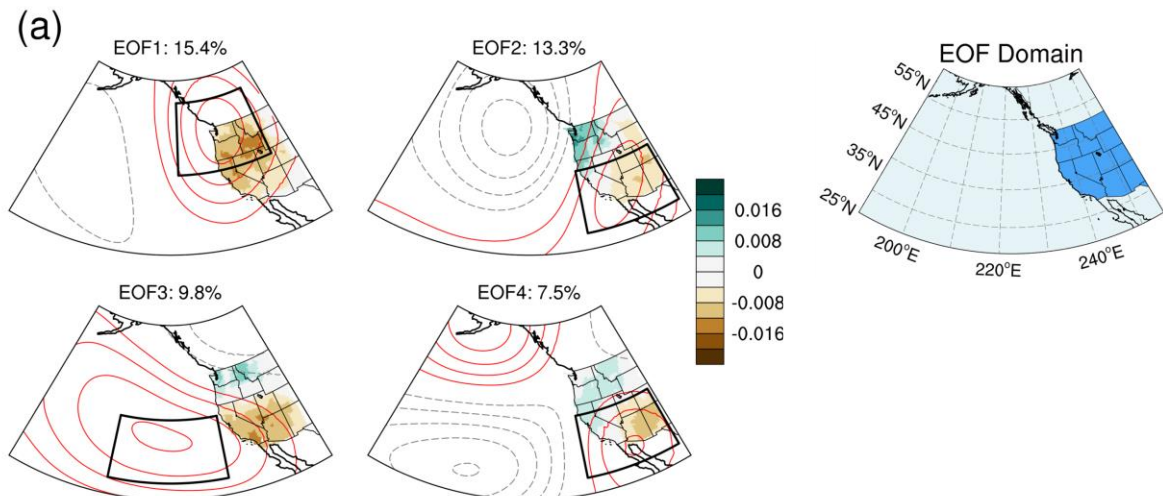 (a)
EOF1: 15.4%
EOF2: 13.3%
EOF Domain
55°N
45°N
35°N
25°N
200°E
220°E
240°E
0.016
0.008
0
-0.008
-0.016
EOF3: 9.8%
EOF4: 7.5%